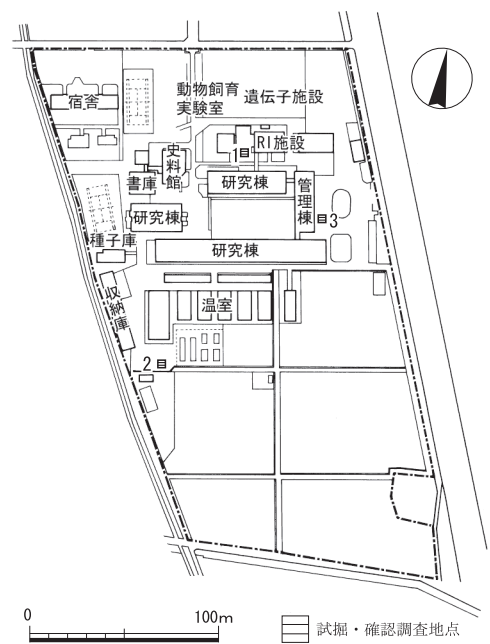 宿舎
動物飼育
実験室
遺伝子施設
RI施設
1
史料館
書庫
研究棟
管理棟
研究棟
3
種子庫
研究棟
収納庫
温室
2
0
100m
試掘・確認調査地点